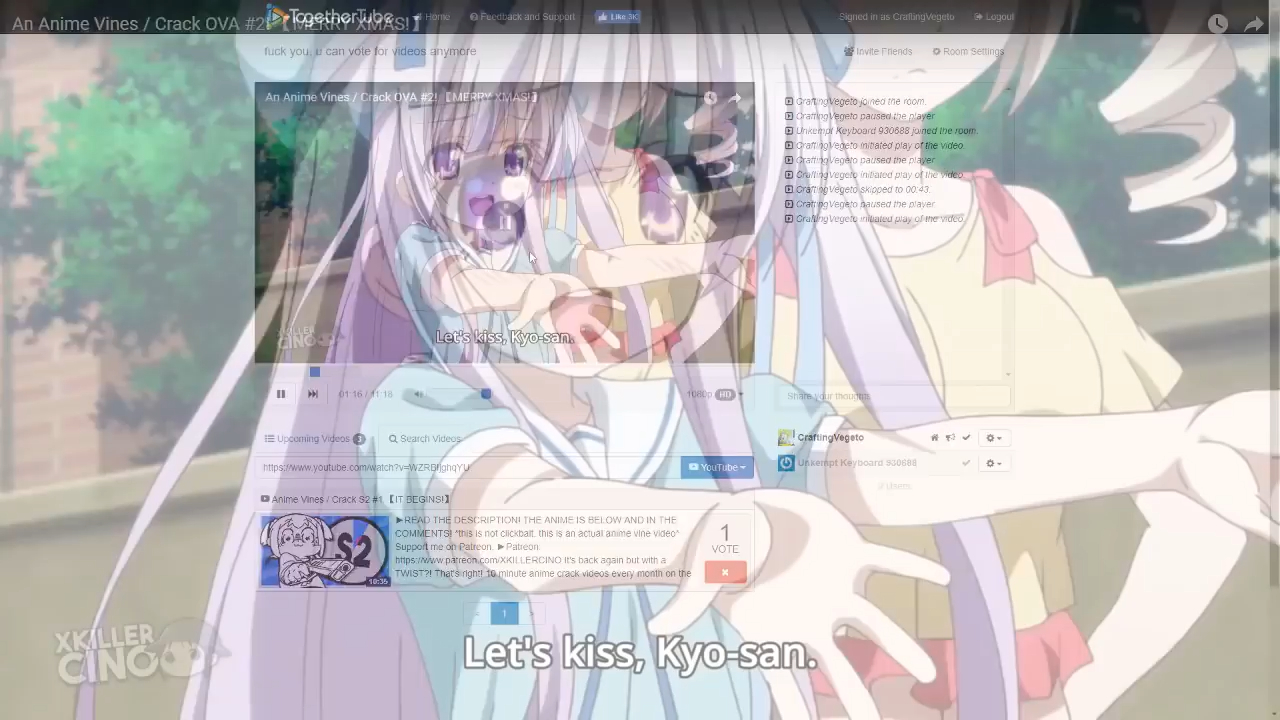 An Anime Vines / Crack OVA #2! 【MERRY XMAS!】
TogetherTube
Home
Feedback and Support
Like 3K
Signed in as CraftingVegeto
Logout
fuck you, u can vote for videos anymore
Invite Friends
Room Settings
An Anime Vines / Crack OVA #2! 【MERRY XMAS!】
CraftingVegeto joined the room.
CraftingVegeto paused the player
Unkempt Keyboard 930688 joined the room.
CraftingVegeto initiated play of the video.
CraftingVegeto paused the player
CraftingVegeto initiated play of the video.
CraftingVegeto skipped to 00:43.
CraftingVegeto paused the player
CraftingVegeto initiated play of the video.
XKILLER
CINO
Let's kiss, Kyo-san.
01:16 / 11:18
1080p HD
Share your thoughts
Upcoming Videos 3
Search Videos
CraftingVegeto
Unkempt Keyboard 930688
YouTube
Anime Vines / Crack S2 #1 【IT BEGINS!】
►READ THE DESCRIPTION! THE ANIME IS BELOW AND IN THE
COMMENTS! *this is not clickbait, this is an actual anime vine video*
Support me on Patreon: ►Patreon:
https://www.patreon.com/XKILLERCINO It's back again but with a
TWIST?! That's right! 10 minute anime crack videos every month on the
S2
10:35
1
VOTE
1
XKILLER
CINO
Let's kiss, Kyo-san.